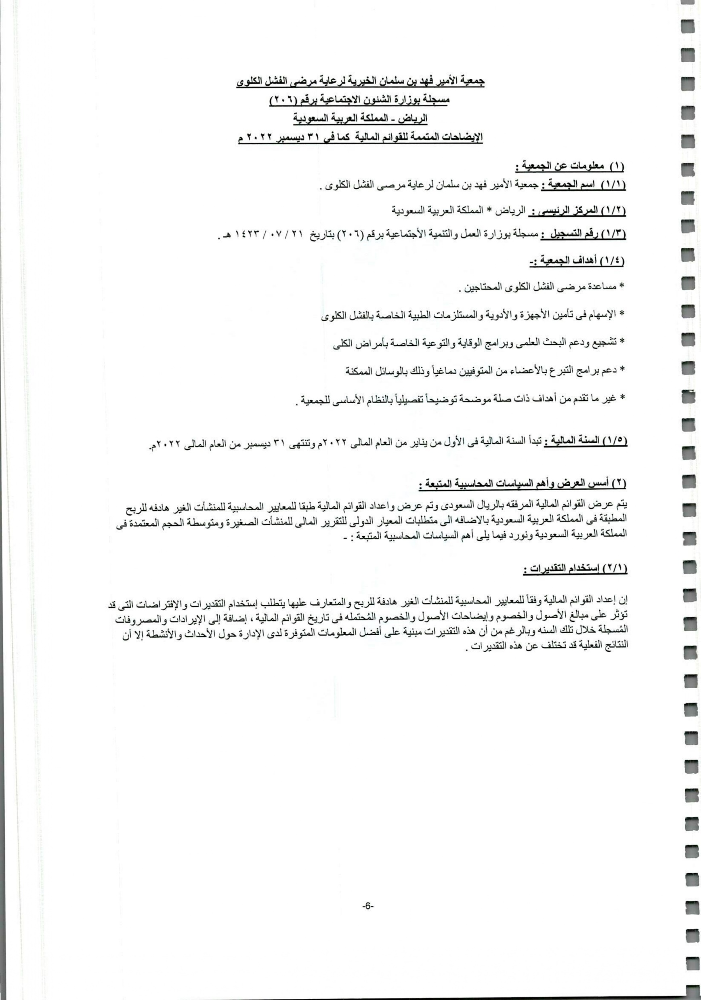 جمعية الأمير فهد بن سلمان الخيرية لرعاية مرضى الفشل الكلوى
مسجلة بوزارة الشئون الاجتماعية برقم (٢٠٦)
الرياض - المملكة العربية السعودية
الإيضاحات المتممة للقوائم المالية كما فى ٣١ ديسمبر ٢٠٢٢ م
(١) معلومات عن الجمعية :
(١/١) اسم الجمعية : جمعية الأمير فهد بن سلمان لرعاية مرصى الفشل الكلوى .
(١/٢) المركز الرئيسى : الرياض * المملكة العربية السعودية
(١/٣) رقم التسجيل : مسجلة بوزارة العمل والتنمية الأجتماعية برقم (٢٠٦) بتاريخ ٢١ / ٠٧ / ١٤٢٣ هـ .
(١/٤) أهداف الجمعية :-
* مساعدة مرضى الفشل الكلوى المحتاجين .
* الإسهام فى تأمين الأجهزة والأدوية والمستلزمات الطبية الخاصة بالفشل الكلوى
* تشجيع ودعم البحث العلمى وبرامج الوقاية والتوعية الخاصة بأمراض الكلى
* دعم برامج التبرع بالأعضاء من المتوفيين دماغياً وذلك بالوسائل الممكنة
* غير ما تقدم من أهداف ذات صلة موضحة توضيحاً تفصيلياً بالنظام الأساسى للجمعية .
(١/٥) السنة المالية : تبدأ السنة المالية فى الأول من يناير من العام المالى ٢٠٢٢م وتنتهى ٣١ ديسمبر من العام المالى ٢٠٢٢م.
(٢) أسس العرض وأهم السياسات المحاسبية المتبعة :
يتم عرض القوائم المالية المرفقه بالريال السعودى وتم عرض واعداد القوائم المالية طبقا للمعايير المحاسبية للمنشأت الغير هادفه للربح
المطبقة فى المملكة العربية السعودية بالاضافه الى متطلبات المعيار الدولى للتقرير المالى للمنشأت الصغيرة ومتوسطة الحجم المعتمدة فى
المملكة العربية السعودية ونورد فيما يلى أهم السياسات المحاسبية المتبعة : -
(٢/١) إستخدام التقديرات :
إن إعداد القوائم المالية وفقاً للمعايير المحاسبية للمنشأت الغير هادفة للربح والمتعارف عليها يتطلب إستخدام التقديرات والإفتراضات التى قد
تؤثر على مبالغ الأصول والخصوم وإيضاحات الأصول والخصوم المُحتمله فى تاريخ القوائم المالية ، إضافة إلى الإيرادات والمصروفات
المُسجلة خلال تلك السنه وبالرغم من أن هذه التقديرات مبنية على أفضل المعلومات المتوفرة لدى الإدارة حول الأحداث والأنشطة إلا أن
النتائج الفعلية قد تختلف عن هذه التقديرات .
-6-